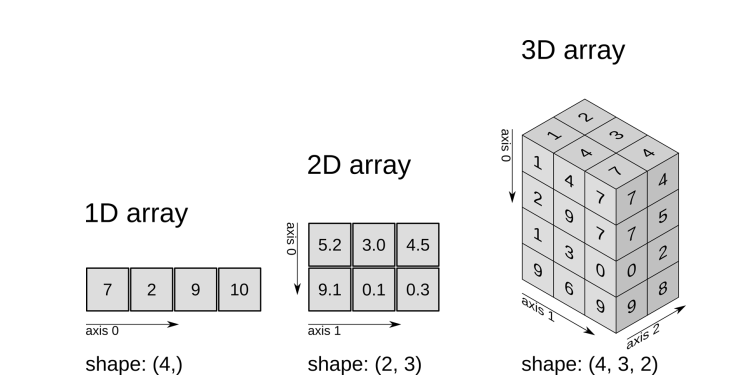 3D array
2D array
1D array
7 2 9 10
axis 0
shape: (4,)
axis 0
5.2 3.0 4.5
9.1 0.1 0.3
axis 1
shape: (2, 3)
axis 0
1 2
4 3
7 4
1 4 7
2 9 7
1 3 0
9 6 9
7 4
7 5
0 2
9 8
axis 1
axis 2
shape: (4, 3, 2)